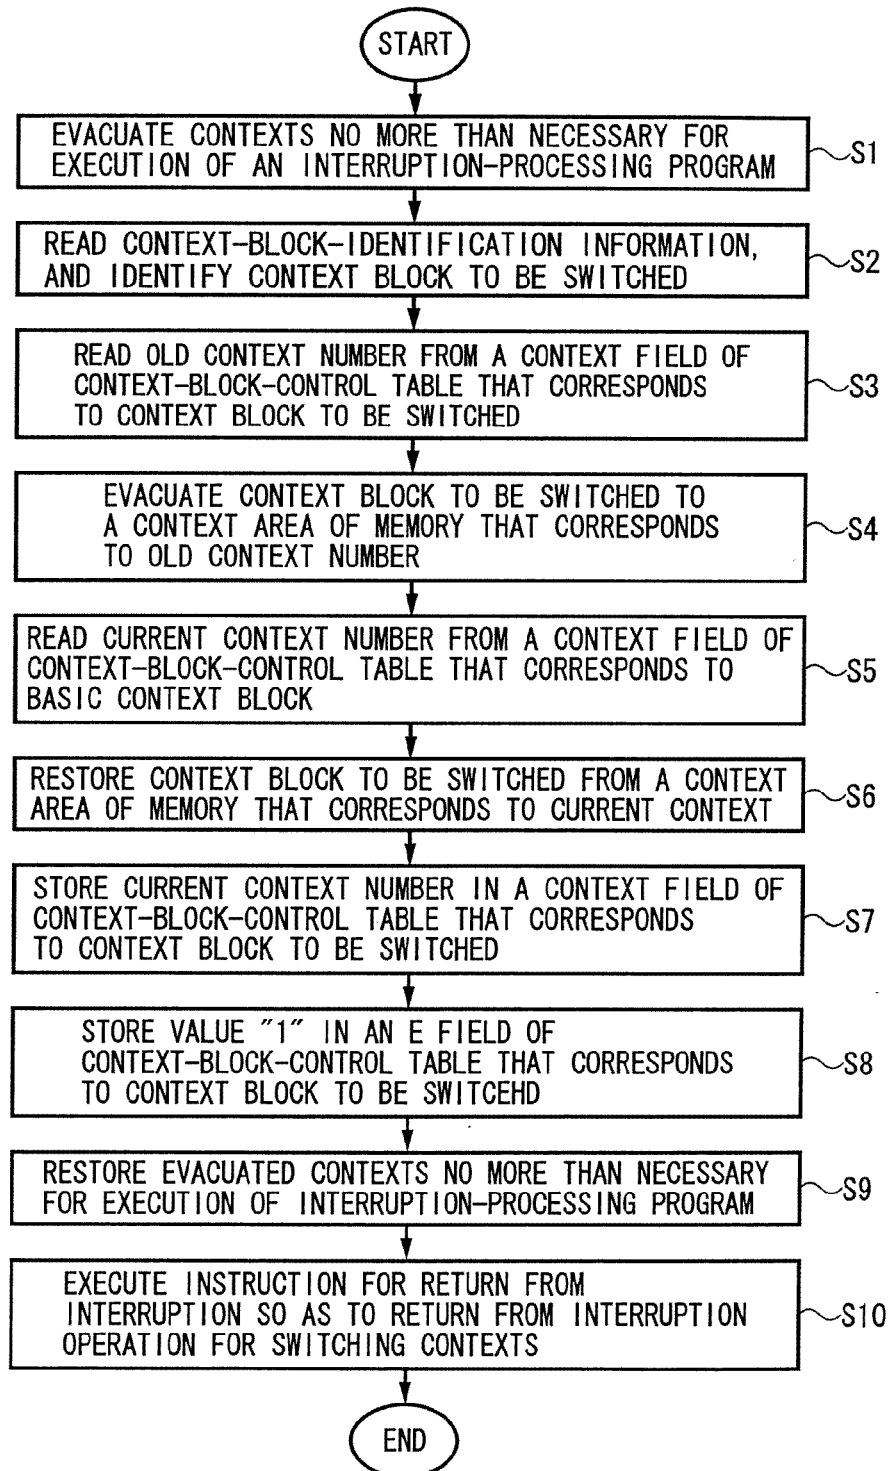 START
EVACUATE CONTEXTS NO MORE THAN NECESSARY FOR
EXECUTION OF AN INTERRUPTION-PROCESSING PROGRAM
S1
READ CONTEXT-BLOCK-IDENTIFICATION INFORMATION,
AND IDENTIFY CONTEXT BLOCK TO BE SWITCHED
S2
READ OLD CONTEXT NUMBER FROM A CONTEXT FIELD OF
CONTEXT-BLOCK-CONTROL TABLE THAT CORRESPONDS
TO CONTEXT BLOCK TO BE SWITCHED
S3
EVACUATE CONTEXT BLOCK TO BE SWITCHED TO
A CONTEXT AREA OF MEMORY THAT CORRESPONDS
TO OLD CONTEXT NUMBER
S4
READ CURRENT CONTEXT NUMBER FROM A CONTEXT FIELD OF
CONTEXT-BLOCK-CONTROL TABLE THAT CORRESPONDS TO
BASIC CONTEXT BLOCK
S5
RESTORE CONTEXT BLOCK TO BE SWITCHED FROM A CONTEXT
AREA OF MEMORY THAT CORRESPONDS TO CURRENT CONTEXT
S6
STORE CURRENT CONTEXT NUMBER IN A CONTEXT FIELD OF
CONTEXT-BLOCK-CONTROL TABLE THAT CORRESPONDS
TO CONTEXT BLOCK TO BE SWITCHED
S7
STORE VALUE "1" IN AN E FIELD OF
CONTEXT-BLOCK-CONTROL TABLE THAT CORRESPONDS
TO CONTEXT BLOCK TO BE SWITCEHD
S8
RESTORE EVACUATED CONTEXTS NO MORE THAN NECESSARY
FOR EXECUTION OF INTERRUPTION-PROCESSING PROGRAM
S9
EXECUTE INSTRUCTION FOR RETURN FROM
INTERRUPTION SO AS TO RETURN FROM INTERRUPTION
OPERATION FOR SWITCHING CONTEXTS
S10
END